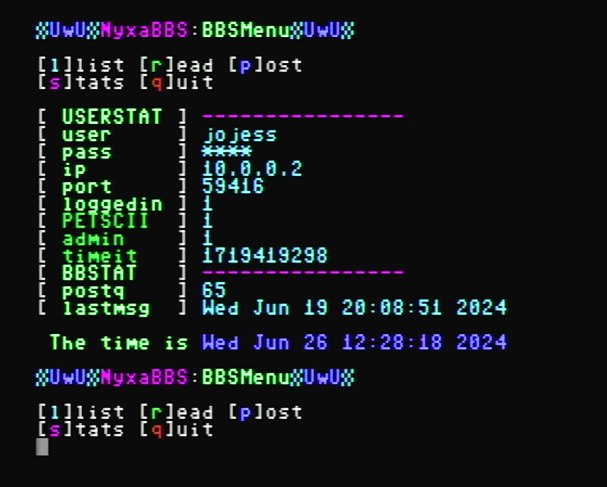 UwU NyxaBBS:BBSMenu UwU
[l]list [r]ead [p]ost
[s]tats [q]uit
[ USERSTAT ] ----------------
[ user ] jojess
[ pass ] ****
[ ip ] 10.0.0.2
[ port ] 59416
[ loggedin ] 1
[ PETSCII ] 1
[ admin ] 1
[ timeit ] 1719419298
[ BBSTAT ] ----------------
[ postq ] 65
[ lastmsg ] Wed Jun 19 20:08:51 2024
The time is Wed Jun 26 12:28:18 2024
UwU NyxaBBS:BBSMenu UwU
[l]list [r]ead [p]ost
[s]tats [q]uit